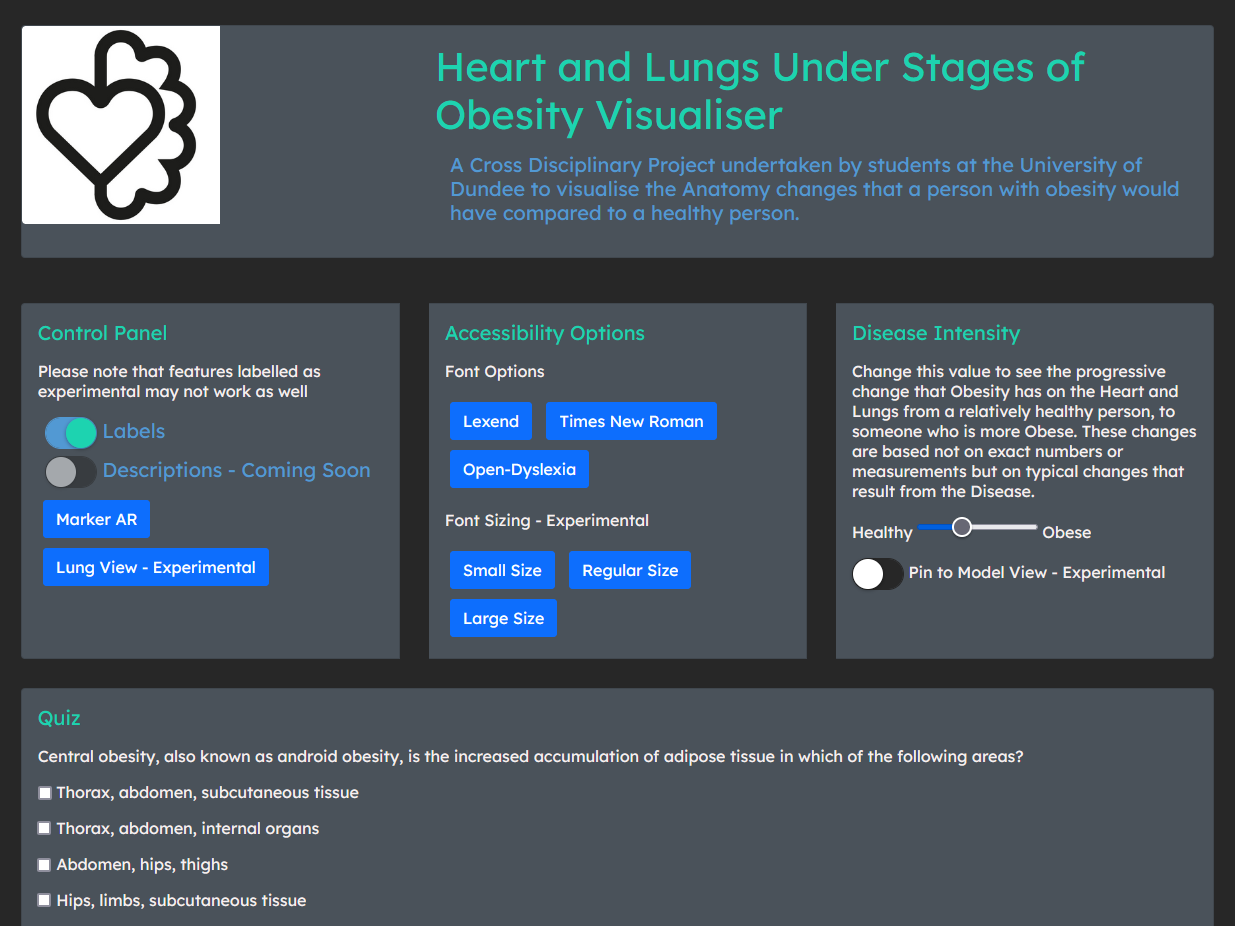 Heart and Lungs Under Stages of
Obesity Visualiser
A Cross Disciplinary Project undertaken by students at the University of
Dundee to visualise the Anatomy changes that a person with obesity would
have compared to a healthy person.
Control Panel
Please note that features labelled as
experimental may not work as well
Labels
Descriptions - Coming Soon
Marker AR
Lung View - Experimental
Accessibility Options
Font Options
Lexend
Times New Roman
Open-Dyslexia
Font Sizing - Experimental
Small Size
Regular Size
Large Size
Disease Intensity
Change this value to see the progressive
change that Obesity has on the Heart and
Lungs from a relatively healthy person, to
someone who is more Obese. These changes
are based not on exact numbers or
measurements but on typical changes that
result from the Disease.
Healthy
Obese
Pin to Model View - Experimental
Quiz
Central obesity, also known as android obesity, is the increased accumulation of adipose tissue in which of the following areas?
Thorax, abdomen, subcutaneous tissue
Thorax, abdomen, internal organs
Abdomen, hips, thighs
Hips, limbs, subcutaneous tissue